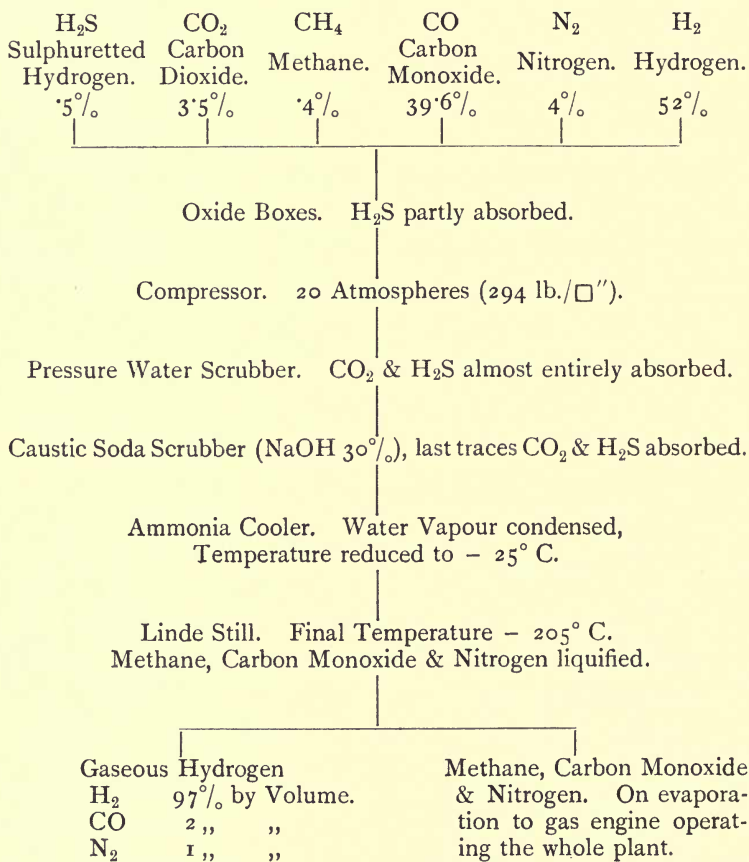 H₂S CO₂ CH₄ CO N₂ H₂
Sulphuretted Carbon Methane. Carbon Nitrogen. Hydrogen.
Hydrogen. Dioxide. Monoxide.
·5% 3·5% ·4% 39·6% 4% 52%
Oxide Boxes. H₂S partly absorbed.
Compressor. 20 Atmospheres (294 lb./□″).
Pressure Water Scrubber. CO₂ & H₂S almost entirely absorbed.
Caustic Soda Scrubber (NaOH 30%), last traces CO₂ & H₂S absorbed.
Ammonia Cooler. Water Vapour condensed,
Temperature reduced to – 25° C.
Linde Still. Final Temperature – 205° C.
Methane, Carbon Monoxide & Nitrogen liquified.
Gaseous Hydrogen
H₂ 97% by Volume.
CO 2 ,, ,,
N₂ 1 ,, ,,
Methane, Carbon Monoxide
& Nitrogen. On evapora-
tion to gas engine operat-
ing the whole plant.